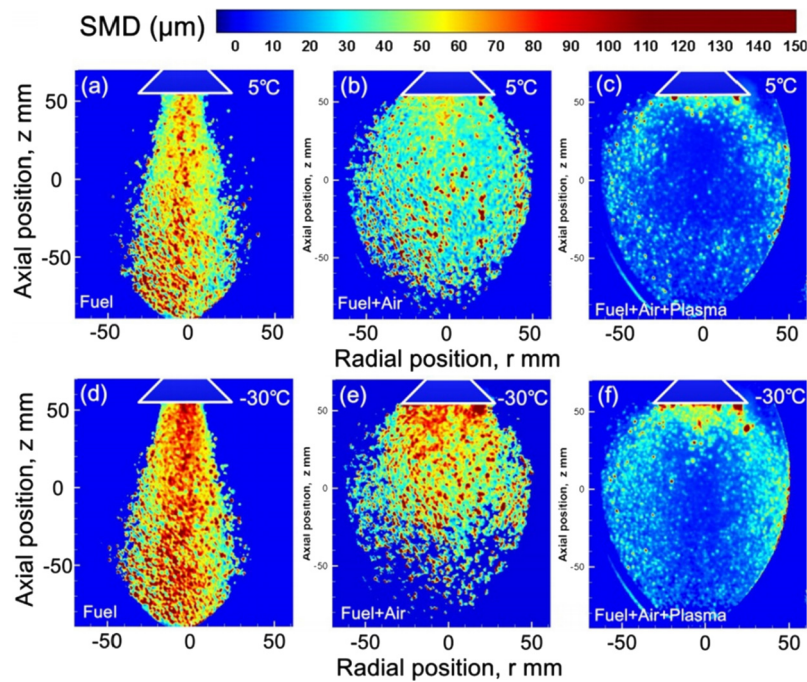 SMD (μm)
0 10 20 30 40 50 60 70 80 90 100 110 120 130 140 150
(a) 5℃
(b) 5℃
(c) 5℃
Axial position, z mm
50
0
-50
Fuel
-50 0 50
Axial position, z mm
50
0
-50
Fuel+Air
-50 0 50
Axial position, z mm
50
0
-50
Fuel+Air+Plasma
-50 0 50
Radial position, r mm
(d) -30℃
(e) -30℃
(f) -30℃
Axial position, z mm
50
0
-50
Fuel
-50 0 50
Axial position, z mm
50
0
-50
Fuel+Air
-50 0 50
Axial position, z mm
50
0
-50
Fuel+Air+Plasma
-50 0 50
Radial position, r mm